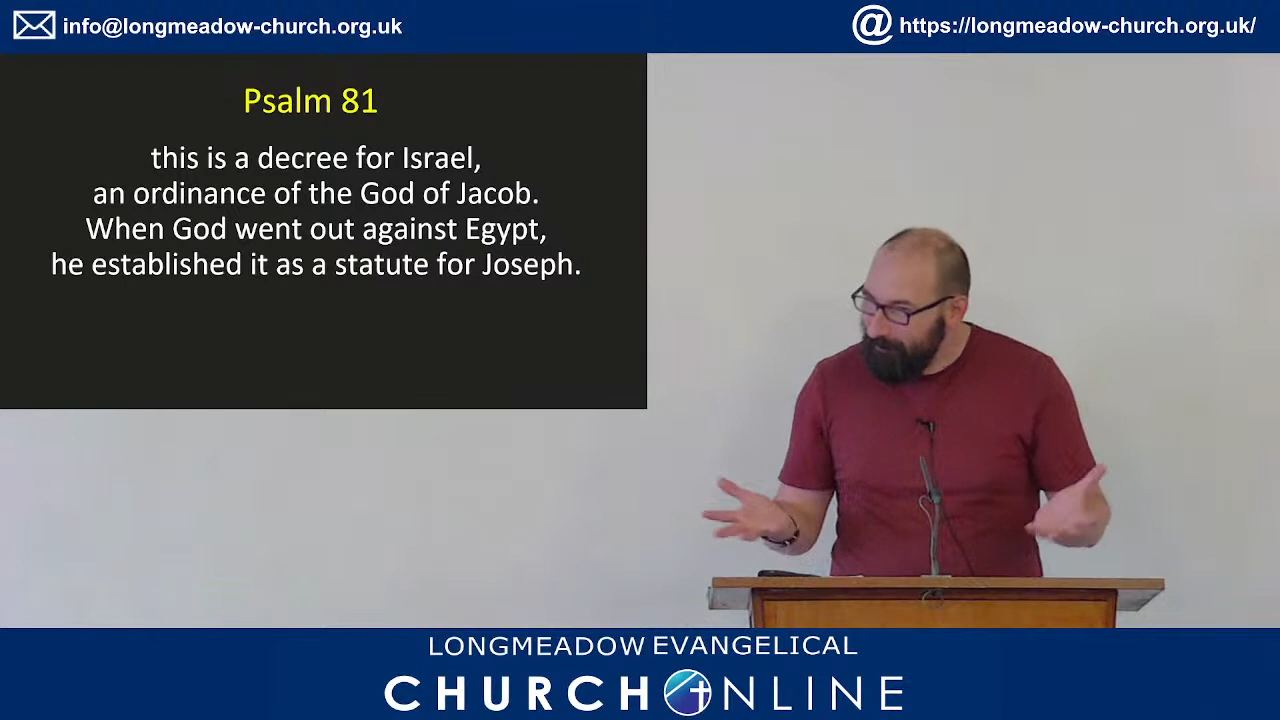 info@longmeadow-church.org.uk
@ https://longmeadow-church.org.uk/
Psalm 81
this is a decree for Israel,
an ordinance of the God of Jacob.
When God went out against Egypt,
he established it as a statute for Joseph.
LONGMEADOW EVANGELICAL
CHURCH ONLINE